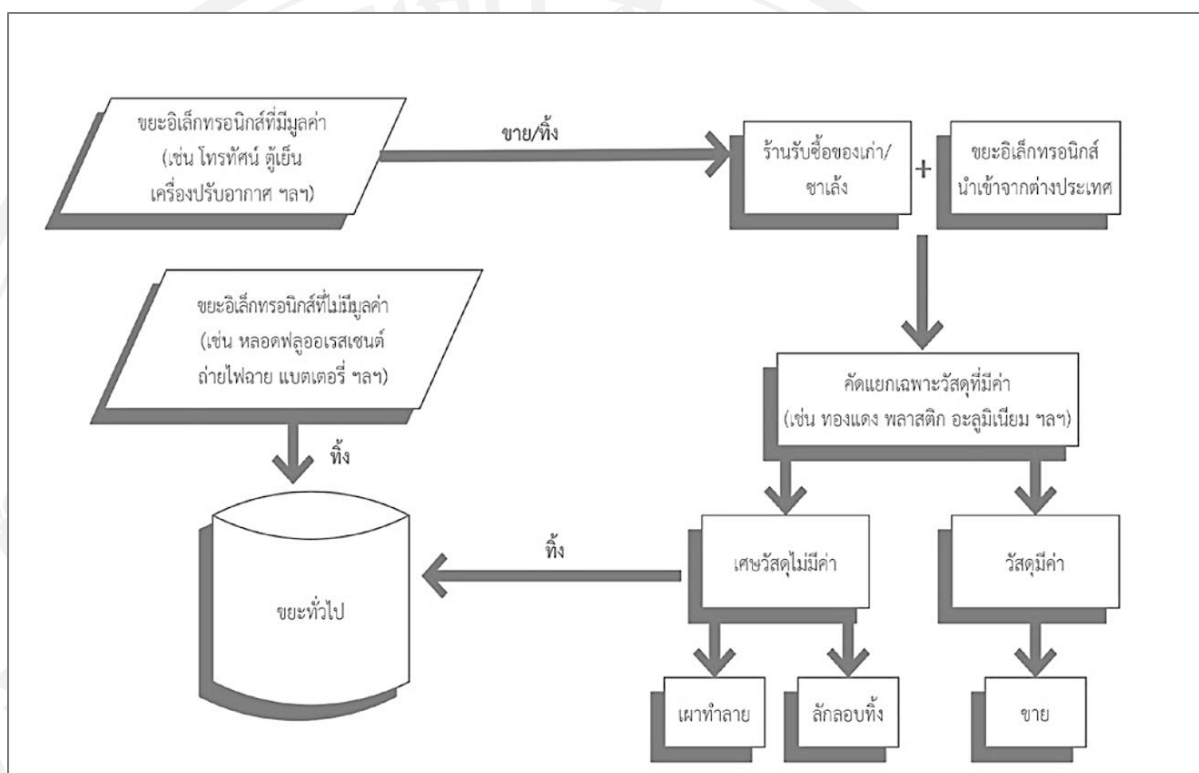 ขยะอิเล็กทรอนิกส์ที่มีมูลค่า
(เช่น โทรทัศน์ ตู้เย็น
เครื่องปรับอากาศ ฯลฯ)
ขาย/ทิ้ง
ร้านรับซื้อของเก่า/
ซาเล้ง
+
ขยะอิเล็กทรอนิกส์
นำเข้าจากต่างประเทศ
ขยะอิเล็กทรอนิกส์ที่ไม่มีมูลค่า
(เช่น หลอดฟลูออเรสเซนต์
ถ่ายไฟฉาย แบตเตอรี่ ฯลฯ)
ทิ้ง
คัดแยกเฉพาะวัสดุที่มีค่า
(เช่น ทองแดง พลาสติก อะลูมิเนียม ฯลฯ)
เศษวัสดุไม่มีค่า
วัสดุมีค่า
ทิ้ง
ขยะทั่วไป
เผาทำลาย
ลักลอบทิ้ง
ขาย